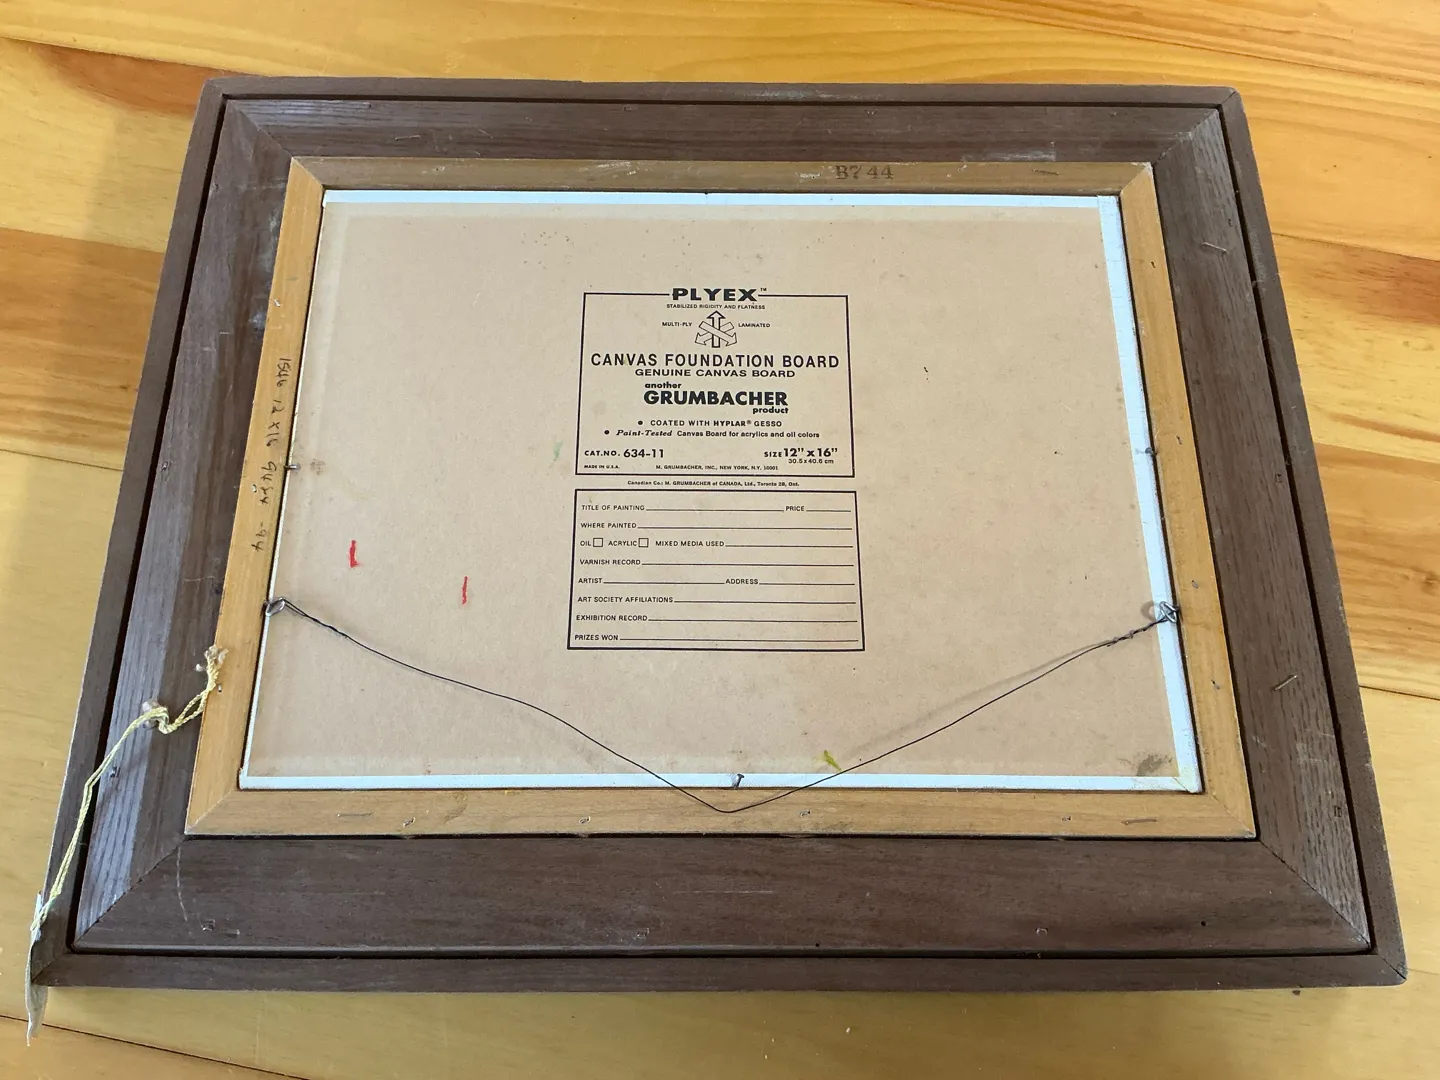 B744
PLYEX™
STABILIZED RIGIDITY AND FLATNESS
MULTI-PLY LAMINATED
CANVAS FOUNDATION BOARD
GENUINE CANVAS BOARD
another
GRUMBACHER
product
● COATED WITH HYPLAR® GESSO
● Paint-Tested Canvas Board for acrylics and oil colors
CAT.NO. 634-11 SIZE 12" x 16"
30.5 x 40.6 cm
MADE IN U.S.A. M. GRUMBACHER, INC., NEW YORK, N.Y. 10001
Canadian Co.: M. GRUMBACHER of CANADA, Ltd., Toronto 2B, Ont.
TITLE OF PAINTING PRICE
WHERE PAINTED
OIL ACRYLIC MIXED MEDIA USED
VARNISH RECORD
ARTIST ADDRESS
ART SOCIETY AFFILIATIONS
EXHIBITION RECORD
PRIZES WON
12 x 16